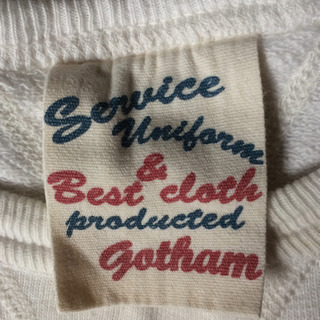 Service
Uniform
&
Best cloth
producted
Gotham